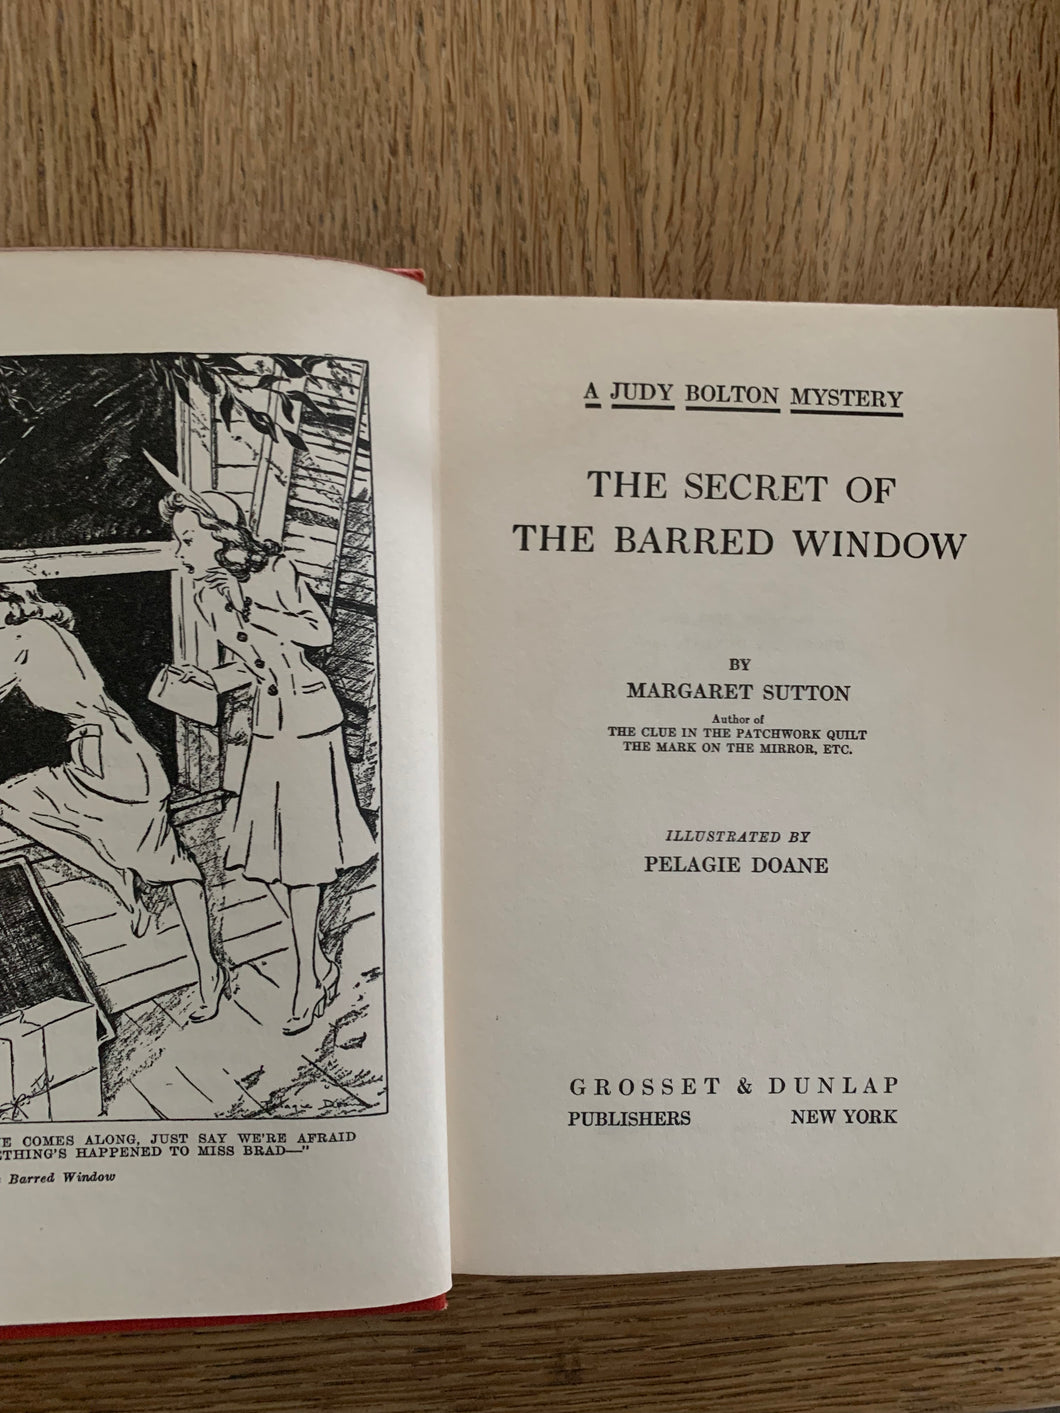 COMES ALONG, JUST SAY WE'RE AFRAID
HAPPENED TO MISS BRAD—"
Barred Window
A JUDY BOLTON MYSTERY
THE SECRET OF
THE BARRED WINDOW
BY
MARGARET SUTTON
Author of
THE CLUE IN THE PATCHWORK QUILT
THE MARK ON THE MIRROR, ETC.
ILLUSTRATED BY
PELAGIE DOANE
GROSSET & DUNLAP
PUBLISHERS NEW YORK